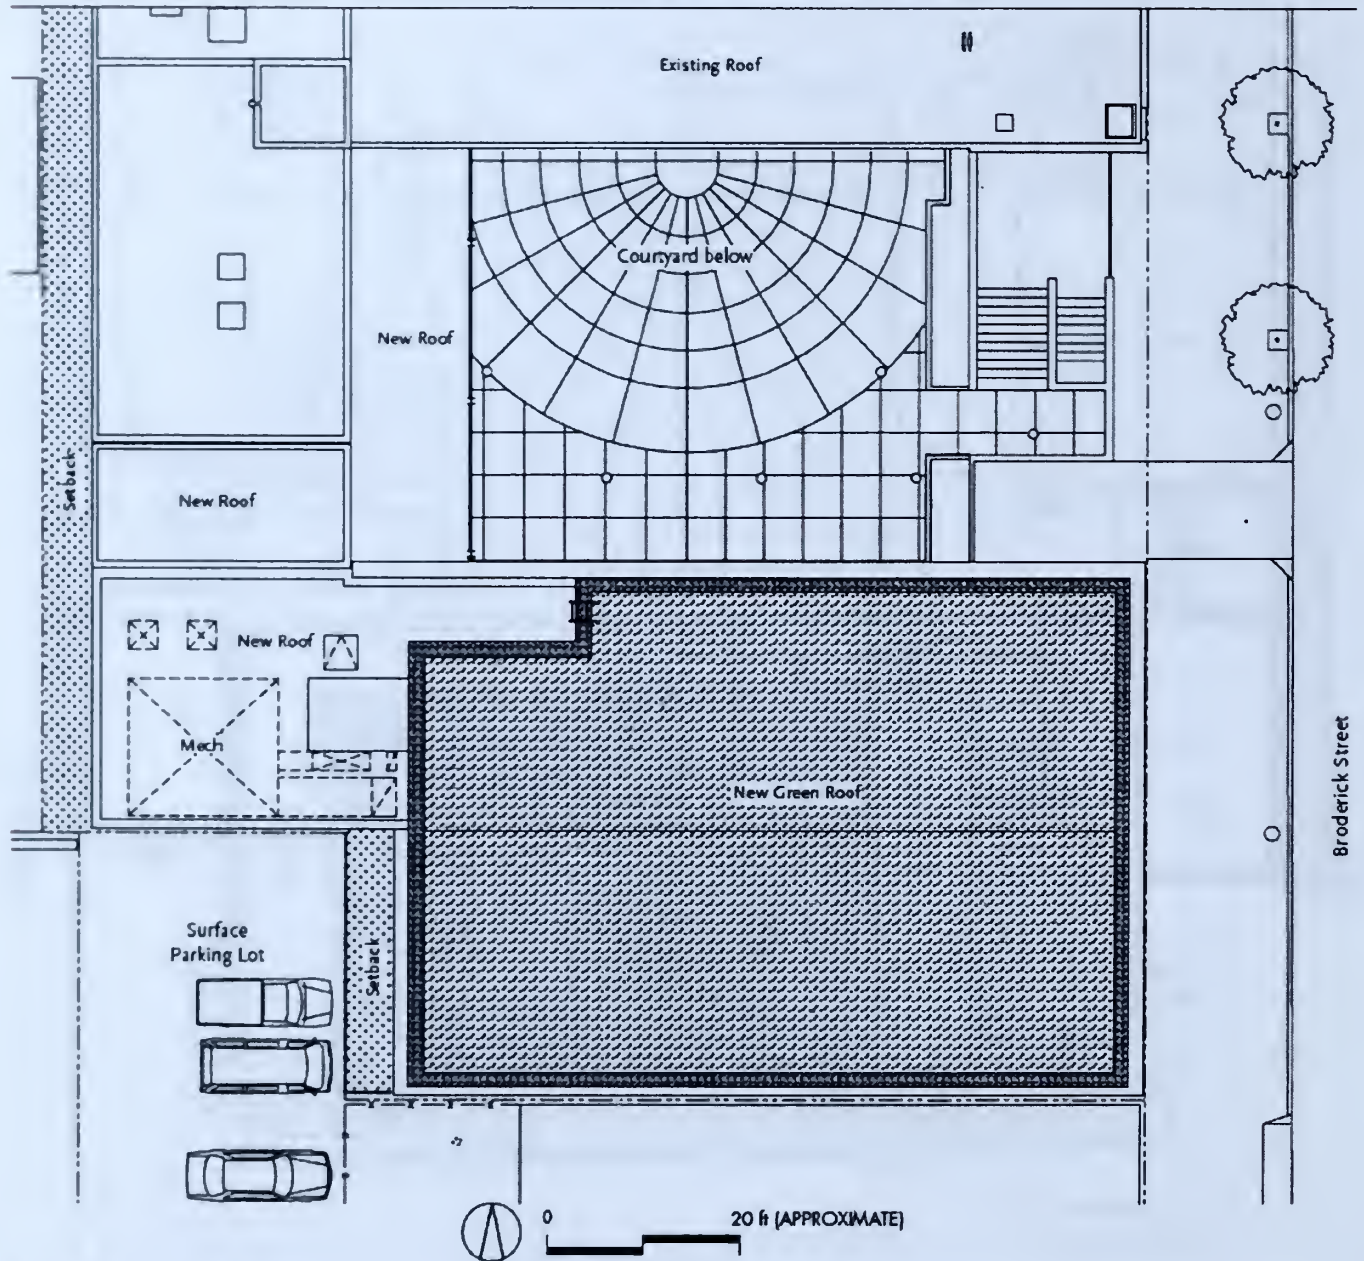 Existing Roof
Courtyard below
New Roof
Setback
New Roof
New Roof
Mech
New Green Roof
Broderick Street
Surface
Parking Lot
Setback
0
20 ft (APPROXIMATE)